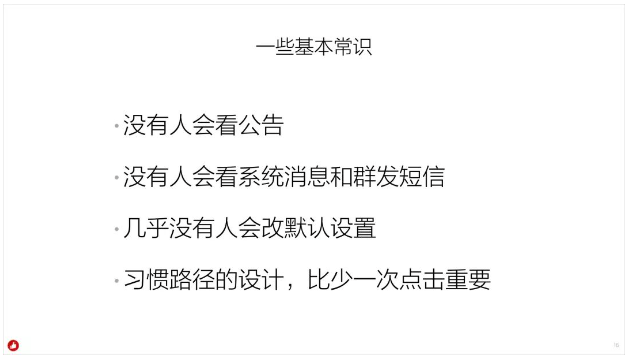 一些基本常识
· 没有人会看公告
· 没有人会看系统消息和群发短信
· 几乎没有人会改默认设置
· 习惯路径的设计，比少一次点击重要